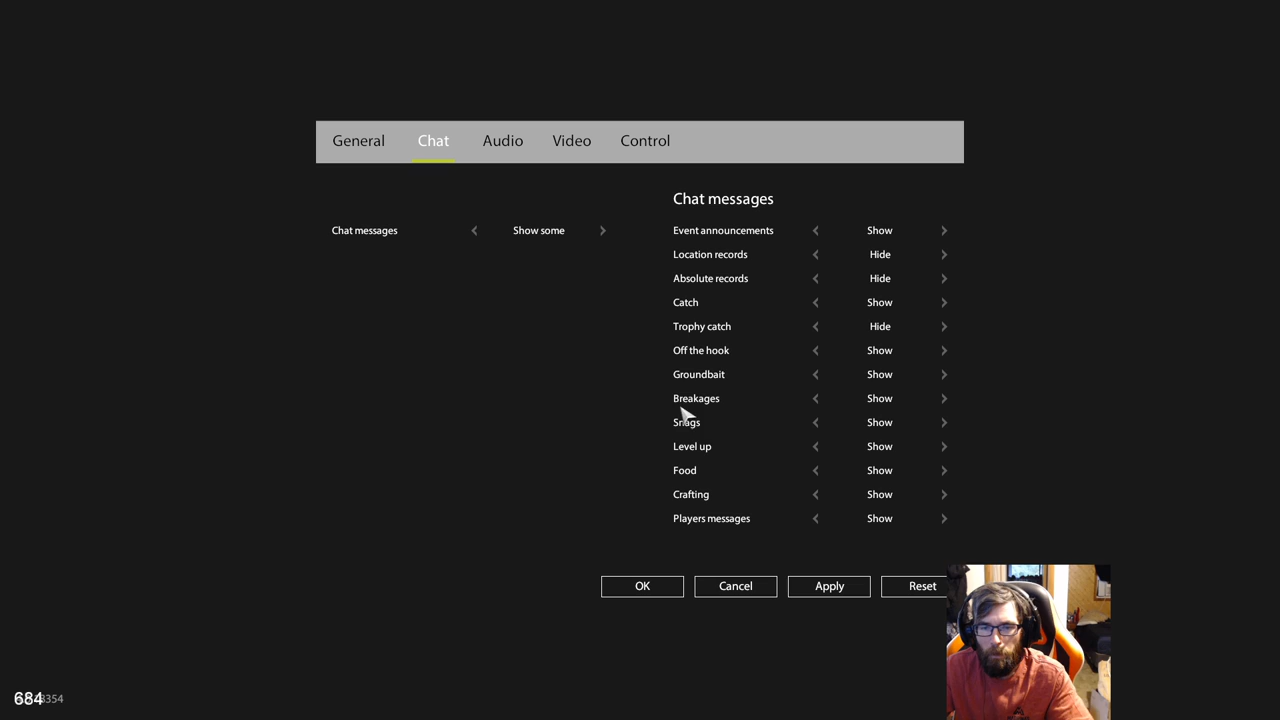 General Chat Audio Video Control
Chat messages
Chat messages Show some
Event announcements Show
Location records Hide
Absolute records Hide
Catch Show
Trophy catch Hide
Off the hook Show
Groundbait Show
Breakages Show
Snags Show
Level up Show
Food Show
Crafting Show
Players messages Show
OK Cancel Apply Reset
684